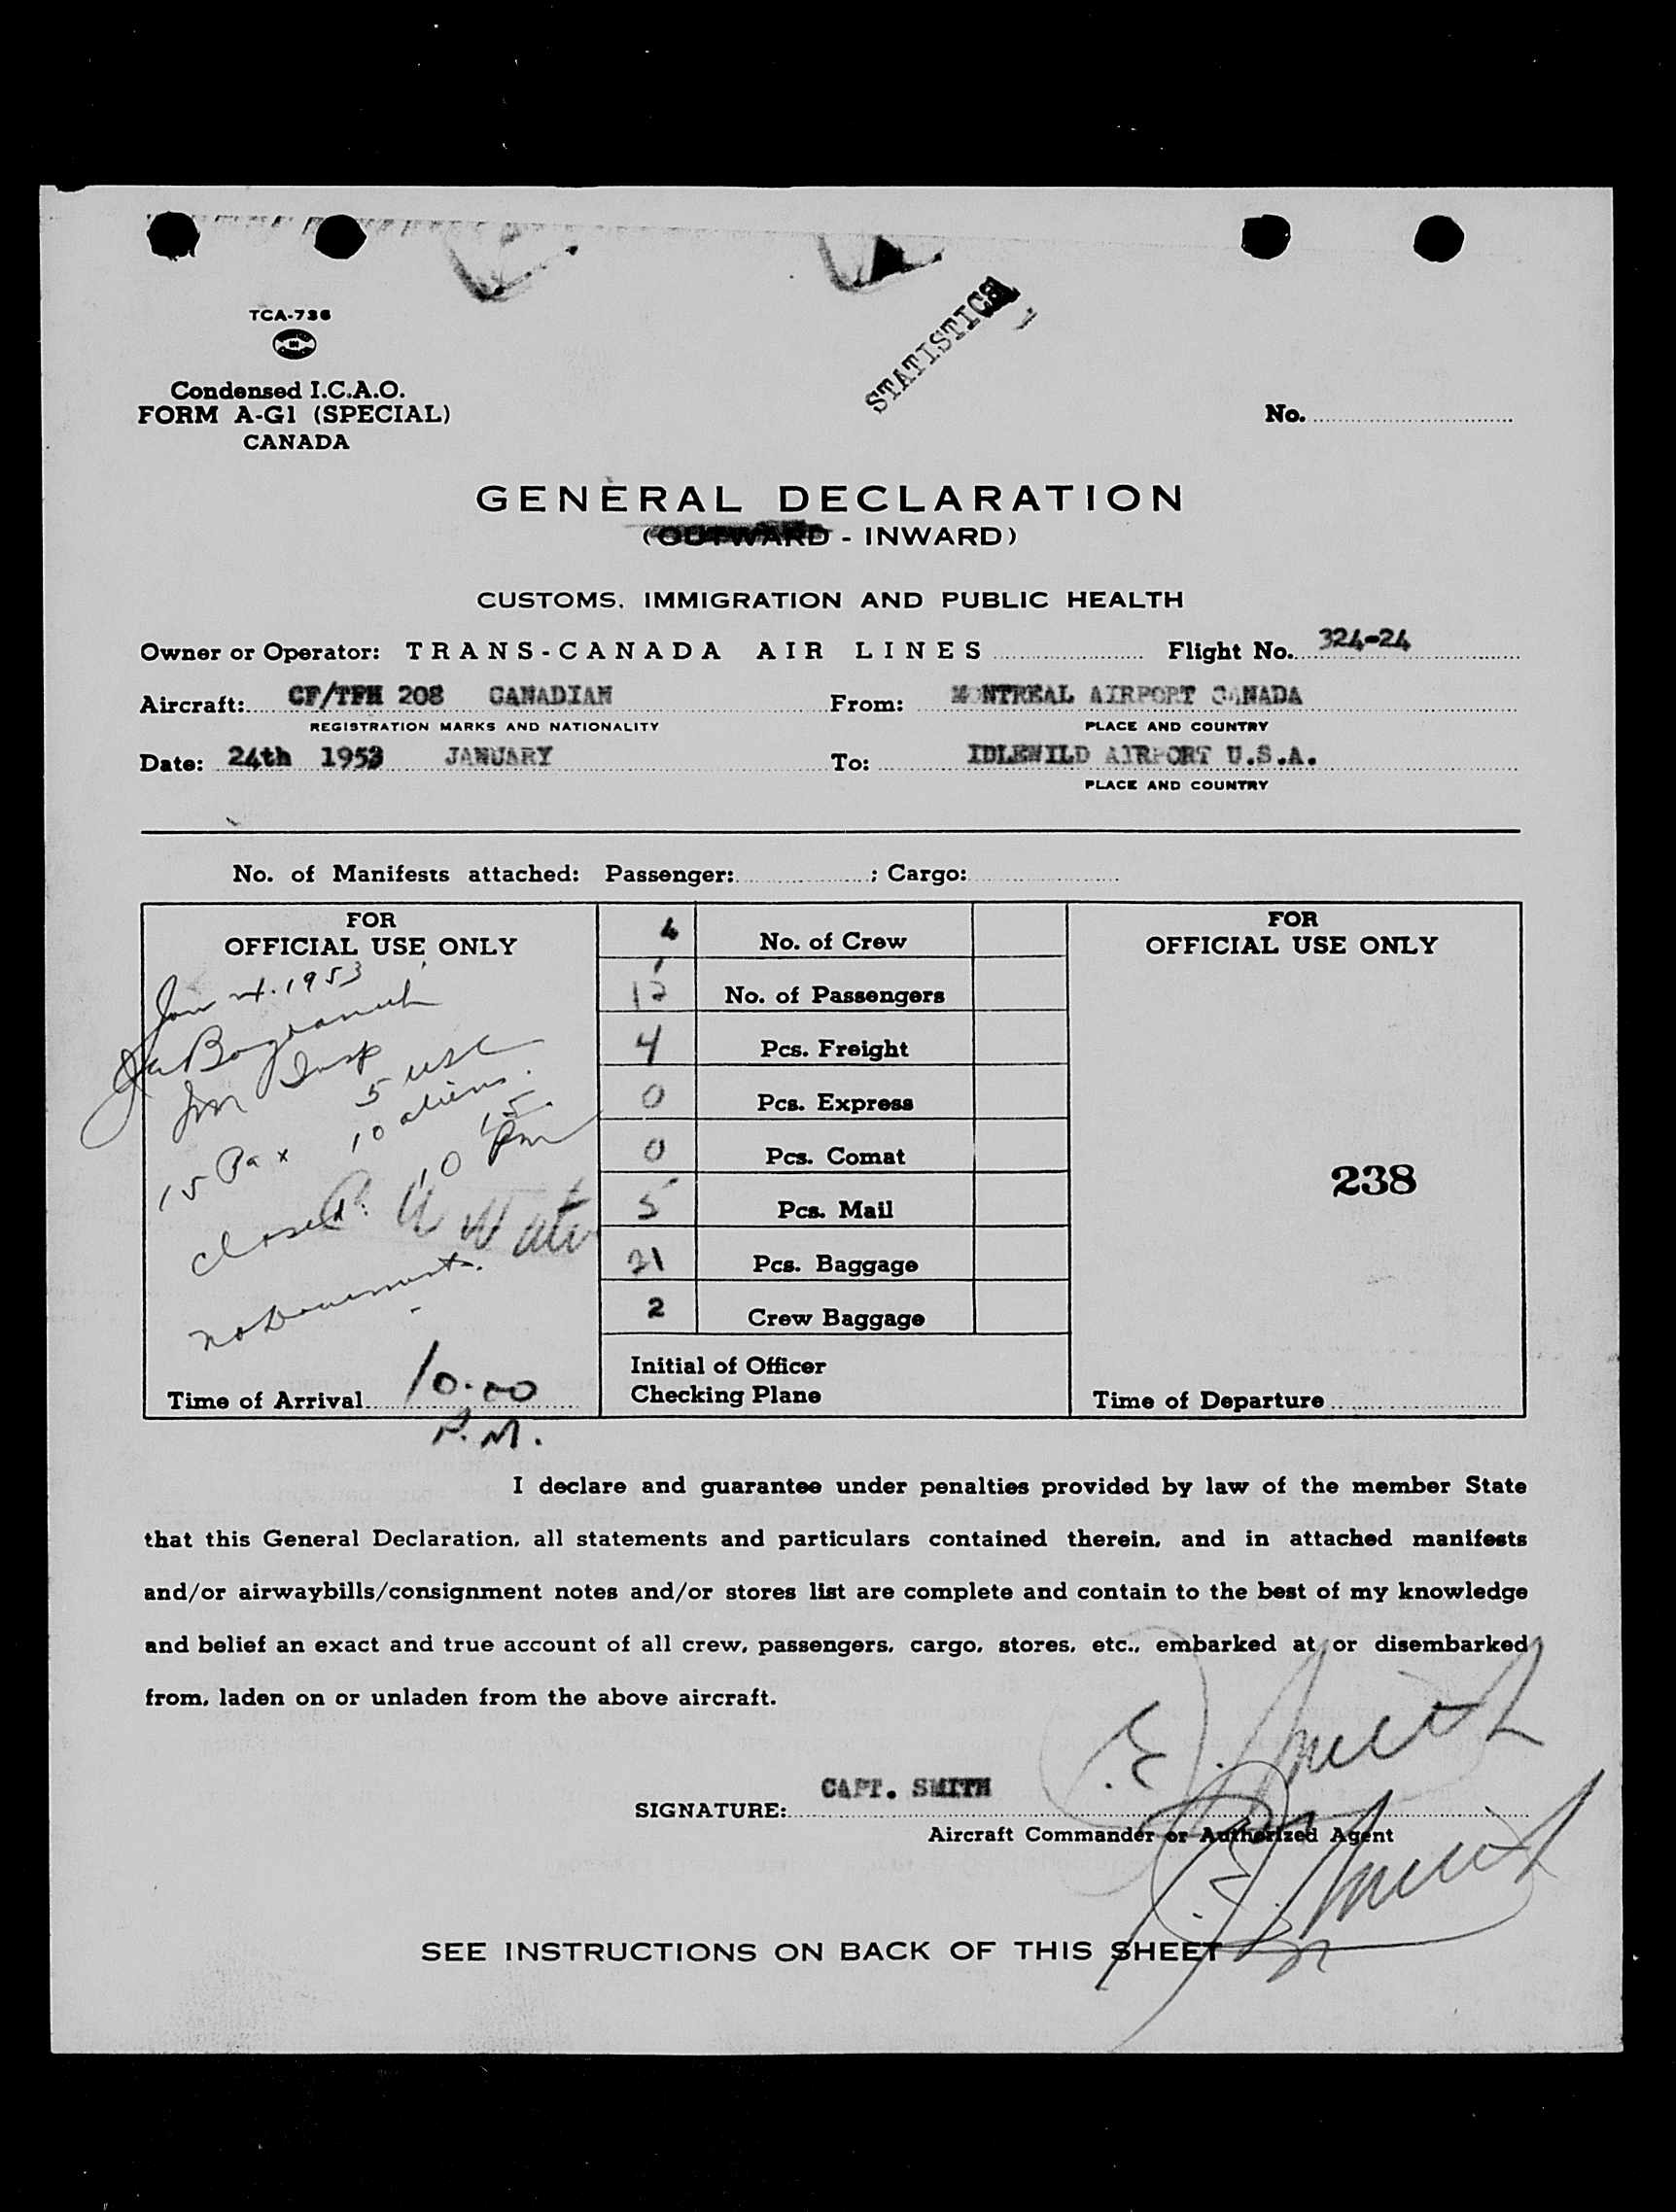 STATISTICS
TCA-736
Condensed I.C.A.O.
FORM A-G1 (SPECIAL)
CANADA
No.
GENERAL DECLARATION
(OUTWARD - INWARD)
CUSTOMS, IMMIGRATION AND PUBLIC HEALTH
Owner or Operator: TRANS-CANADA AIR LINES Flight No. 324-24
Aircraft: CF/TFH 208 CANADIAN From: MONTREAL AIRPORT CANADA
REGISTRATION MARKS AND NATIONALITY PLACE AND COUNTRY
Date: 24th 1953 JANUARY To: IDLEWILD AIRPORT U.S.A.
PLACE AND COUNTRY
No. of Manifests attached: Passenger: ; Cargo:
FOR
OFFICIAL USE ONLY
Jan 24. 1953
Imm Insp
5 USC
15 Pax 10 aliens.
15.
closed: 10 Pm
no Documents.
Time of Arrival 10.00
P.M.
4 No. of Crew
12 No. of Passengers
4 Pcs. Freight
0 Pcs. Express
0 Pcs. Comat
5 Pcs. Mail
21 Pcs. Baggage
2 Crew Baggage
Initial of Officer
Checking Plane
FOR
OFFICIAL USE ONLY
238
Time of Departure
I declare and guarantee under penalties provided by law of the member State
that this General Declaration, all statements and particulars contained therein, and in attached manifests
and/or airwaybills/consignment notes and/or stores list are complete and contain to the best of my knowledge
and belief an exact and true account of all crew, passengers, cargo, stores, etc., embarked at or disembarked
from, laden on or unladen from the above aircraft.
E. Smith
CAPT. SMITH
SIGNATURE:
Aircraft Commander or Authorized Agent
E. Smith
SEE INSTRUCTIONS ON BACK OF THIS SHEET